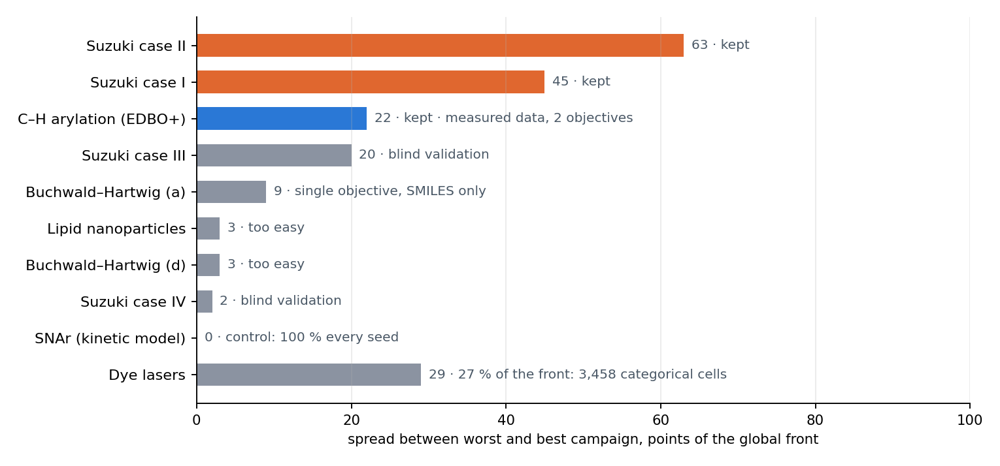 Suzuki case II 63 · kept
Suzuki case I 45 · kept
C–H arylation (EDBO+) 22 · kept · measured data, 2 objectives
Suzuki case III 20 · blind validation
Buchwald–Hartwig (a) 9 · single objective, SMILES only
Lipid nanoparticles 3 · too easy
Buchwald–Hartwig (d) 3 · too easy
Suzuki case IV 2 · blind validation
SNAr (kinetic model) 0 · control: 100 % every seed
Dye lasers 29 · 27 % of the front: 3,458 categorical cells
0 20 40 60 80 100
spread between worst and best campaign, points of the global front